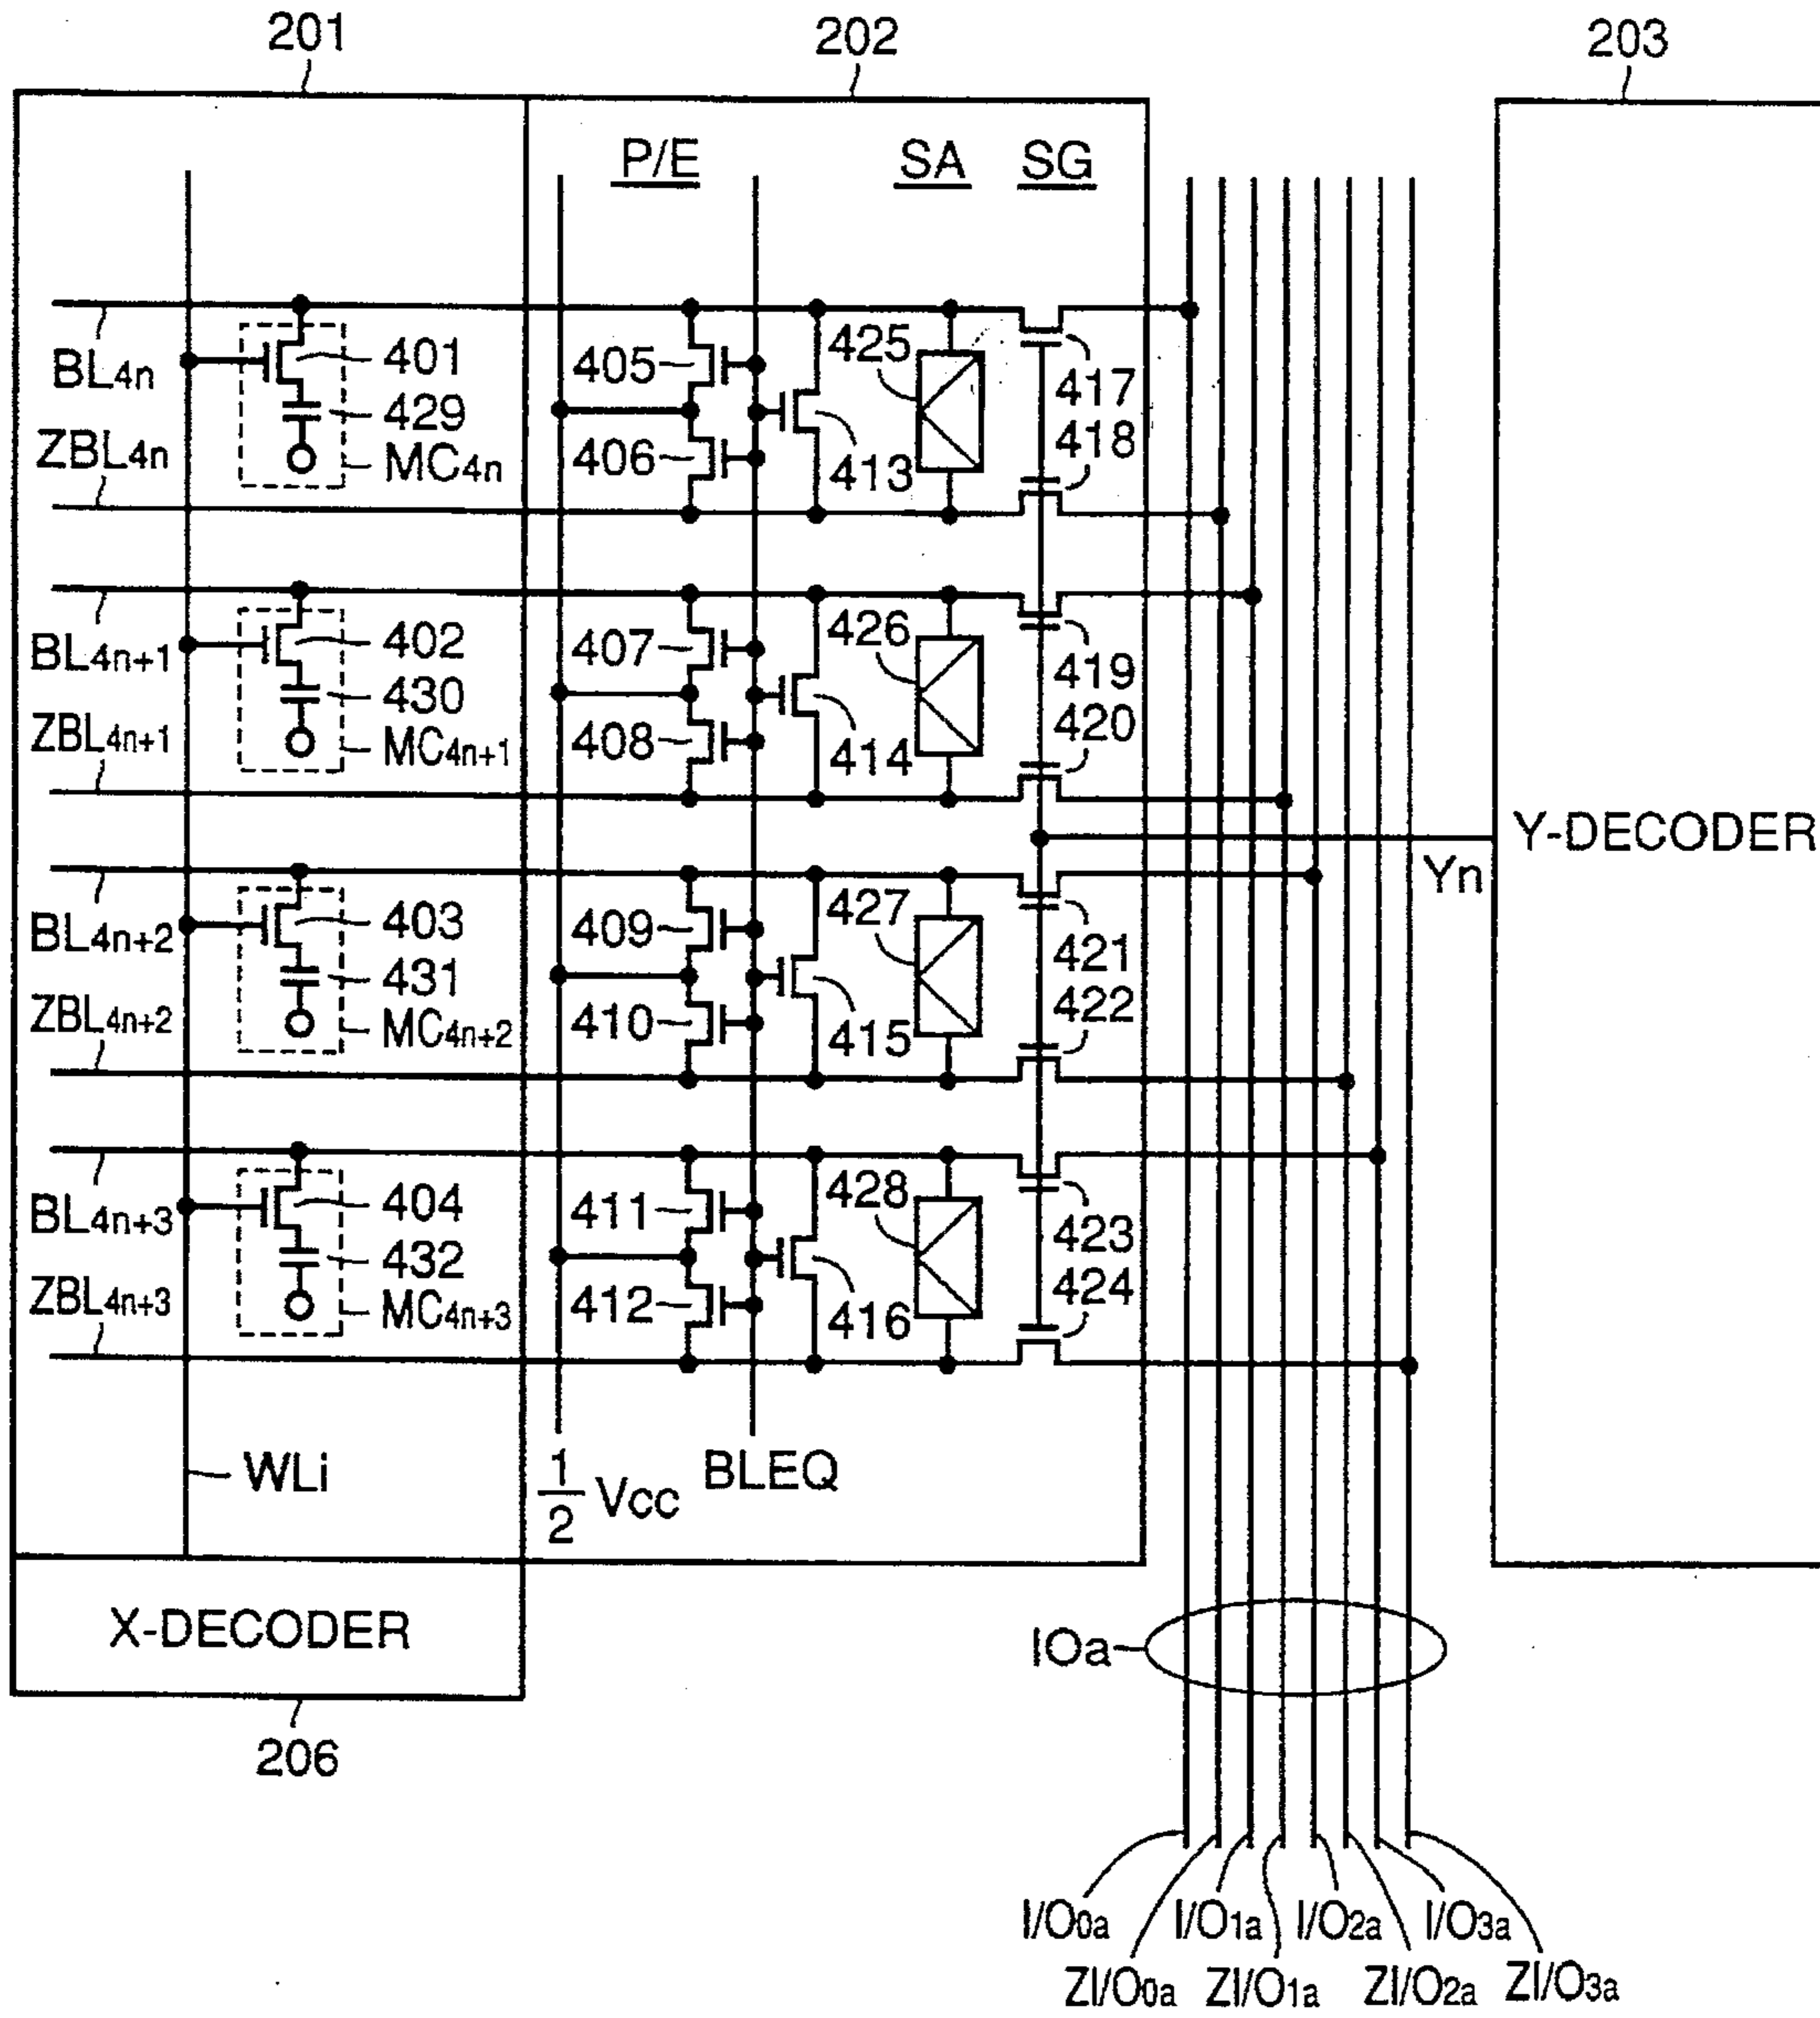 201
202
203
P/E
SA
SG
BL4n
401
429
MC4n
ZBL4n
405
406
413
425
417
418
BL4n+1
402
430
MC4n+1
ZBL4n+1
407
408
414
426
419
420
Y-DECODER
Yn
BL4n+2
403
431
MC4n+2
ZBL4n+2
409
410
415
427
421
422
BL4n+3
404
432
MC4n+3
ZBL4n+3
411
412
416
428
423
424
WLi
1/2 Vcc
BLEQ
X-DECODER
206
IOa
I/O0a
I/O1a
I/O2a
I/O3a
ZI/O0a
ZI/O1a
ZI/O2a
ZI/O3a